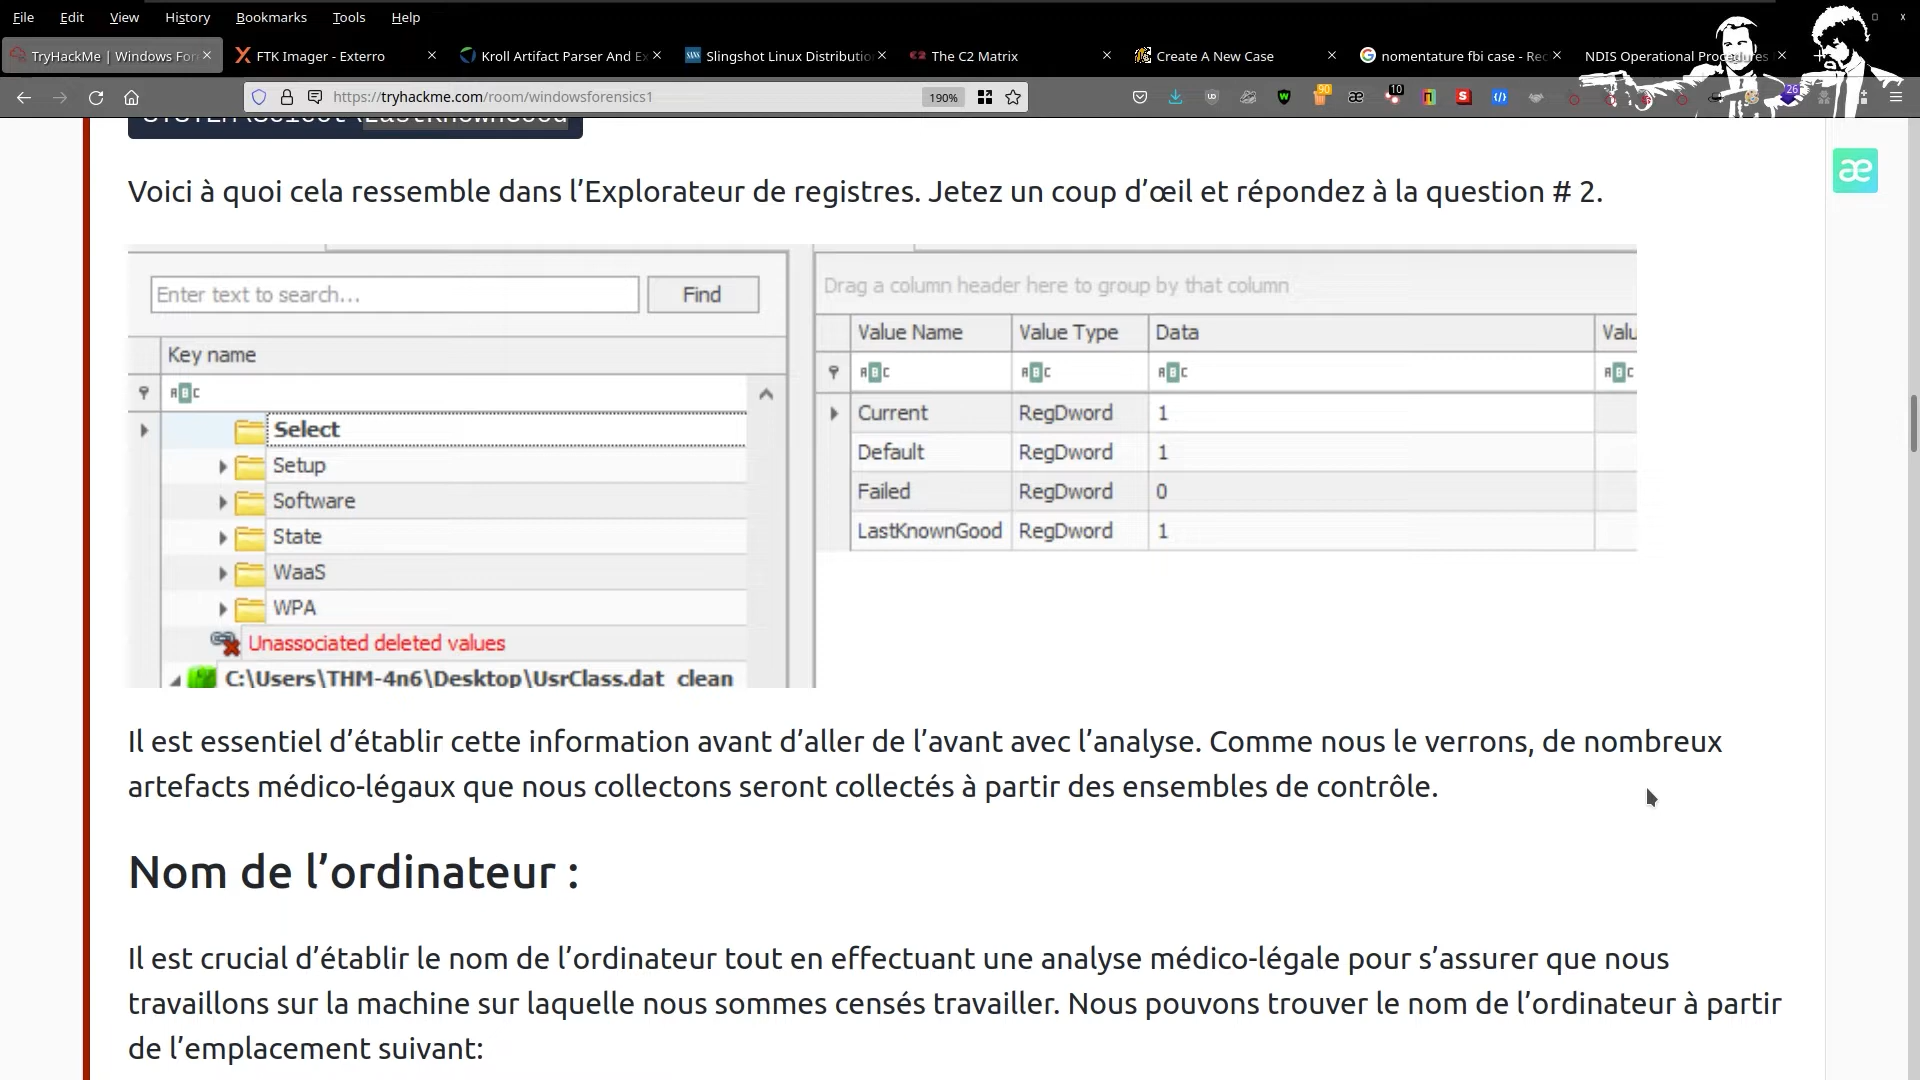 File Edit View History Bookmarks Tools Help
TryHackMe | Windows For FTK Imager - Exterro Kroll Artifact Parser And Ex Slingshot Linux Distributio The C2 Matrix Create A New Case nomentature fbi case - Rec NDIS Operational Procedures
https://tryhackme.com/room/windowsforensics1 190%
90 10 26
SYSTEM\Select\LastKnownGood
Voici à quoi cela ressemble dans l’Explorateur de registres. Jetez un coup d’œil et répondez à la question # 2.
Enter text to search... Find
Key name
Select
Setup
Software
State
WaaS
WPA
Unassociated deleted values
C:\Users\THM-4n6\Desktop\UsrClass.dat_clean
Drag a column header here to group by that column
Value Name Value Type Data Valu
Current RegDword 1
Default RegDword 1
Failed RegDword 0
LastKnownGood RegDword 1
Il est essentiel d’établir cette information avant d’aller de l’avant avec l’analyse. Comme nous le verrons, de nombreux
artefacts médico-légaux que nous collectons seront collectés à partir des ensembles de contrôle.
Nom de l’ordinateur :
Il est crucial d’établir le nom de l’ordinateur tout en effectuant une analyse médico-légale pour s’assurer que nous
travaillons sur la machine sur laquelle nous sommes censés travailler. Nous pouvons trouver le nom de l’ordinateur à partir
de l’emplacement suivant: